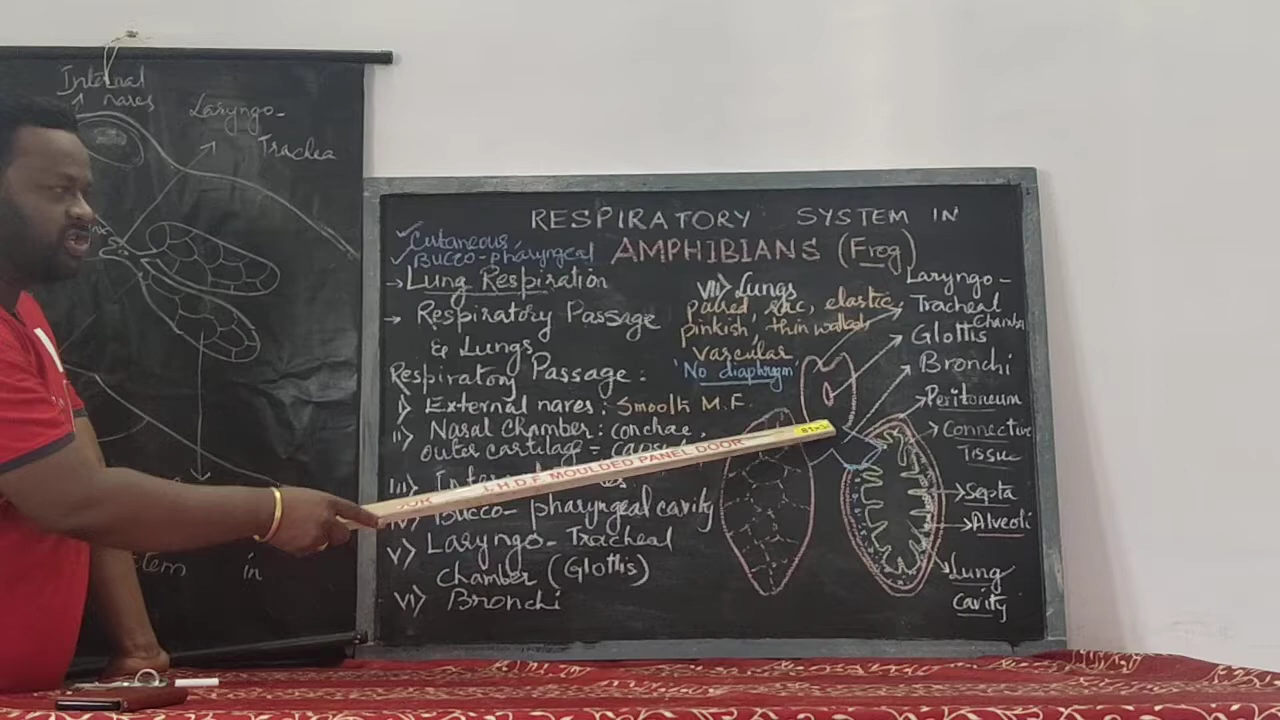 Internal
nares
Laryngo-
Trachea
stem in
RESPIRATORY SYSTEM IN
AMPHIBIANS (Frog)
Cutaneous,
Bucco-pharyngeal
→ Lung Respiration
→ Respiratory Passage
& Lungs
Respiratory Passage:
i) External nares: Smooth M.F.
ii) Nasal Chamber: conchae,
outer cartilag =
iii)
iv) Bucco-pharyngeal cavity
v) Laryngo-Tracheal
chamber (Glottis)
vi) Bronchi
VII) Lungs
paired, sac, elastic,
pinkish, thin walled,
vascular
'No diaphrgm'
Laryngo-
Tracheal
Chamber
Glottis
Bronchi
Peritoneum
Connective
Tissue
Septa
Alveoli
Lung
cavity
H.D.F. MOULDED PANEL DOOR